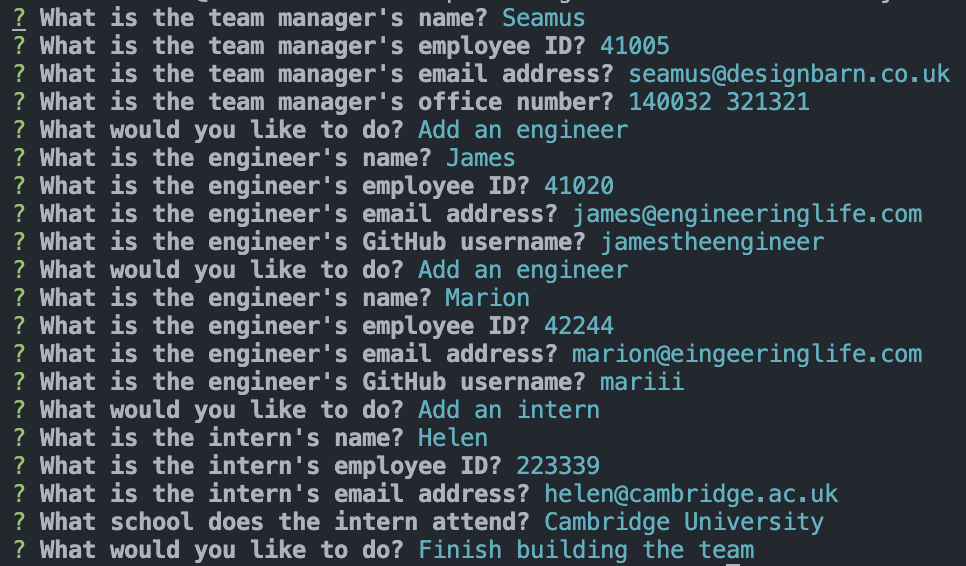 ? What is the team manager's name? Seamus
? What is the team manager's employee ID? 41005
? What is the team manager's email address? seamus@designbarn.co.uk
? What is the team manager's office number? 140032 321321
? What would you like to do? Add an engineer
? What is the engineer's name? James
? What is the engineer's employee ID? 41020
? What is the engineer's email address? james@engineeringlife.com
? What is the engineer's GitHub username? jamestheengineer
? What would you like to do? Add an engineer
? What is the engineer's name? Marion
? What is the engineer's employee ID? 42244
? What is the engineer's email address? marion@eingeeringlife.com
? What is the engineer's GitHub username? mariii
? What would you like to do? Add an intern
? What is the intern's name? Helen
? What is the intern's employee ID? 223339
? What is the intern's email address? helen@cambridge.ac.uk
? What school does the intern attend? Cambridge University
? What would you like to do? Finish building the team